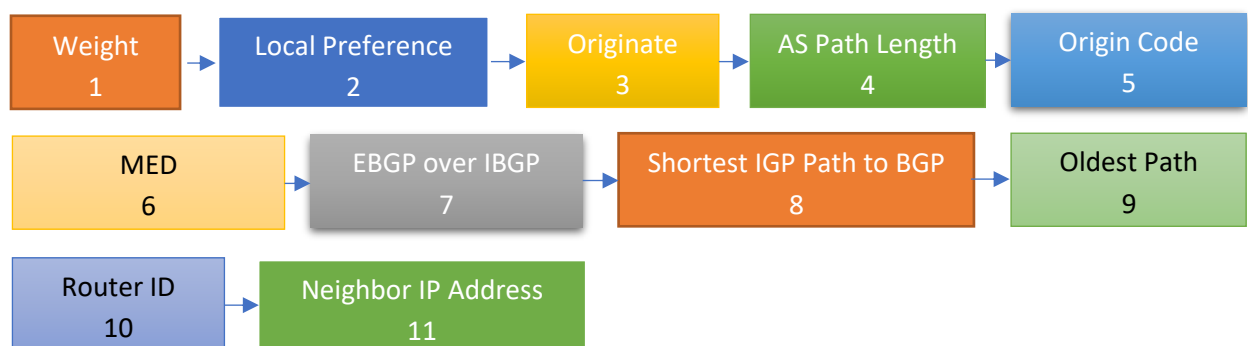 Weight
1
Local Preference
2
Originate
3
AS Path Length
4
Origin Code
5
MED
6
EBGP over IBGP
7
Shortest IGP Path to BGP
8
Oldest Path
9
Router ID
10
Neighbor IP Address
11